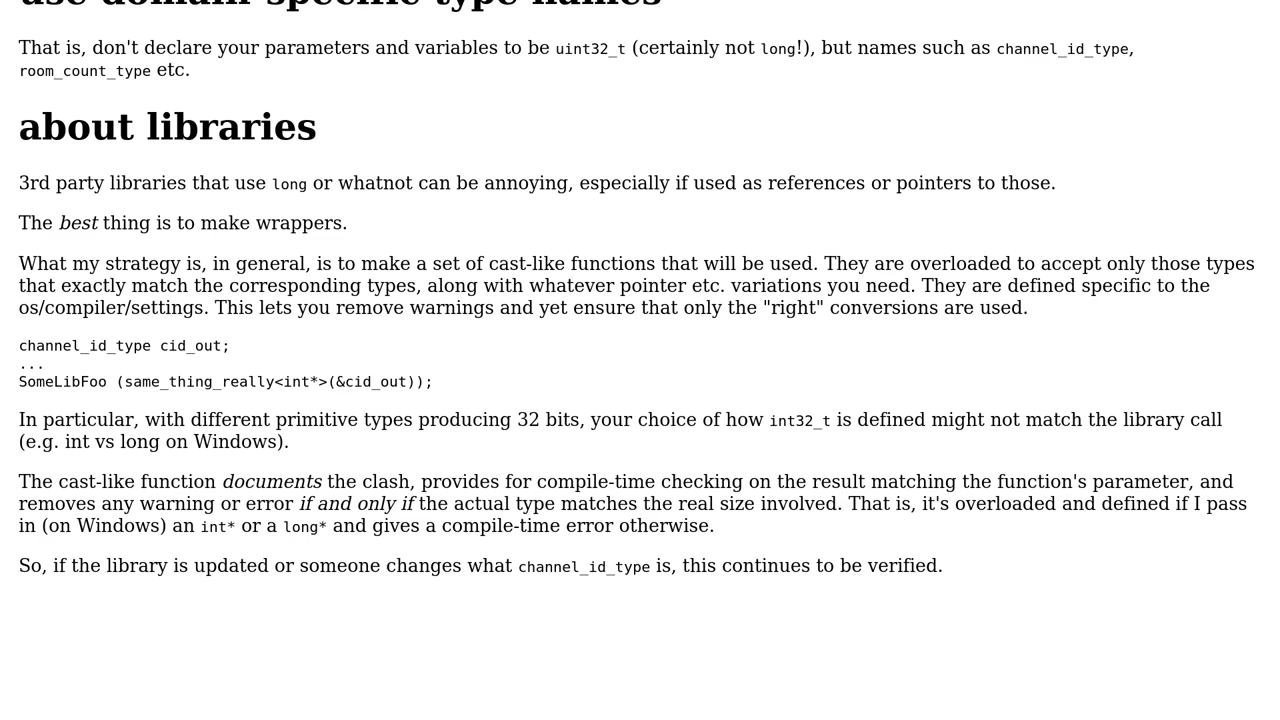 use domain-specific type names
That is, don't declare your parameters and variables to be uint32_t (certainly not long!), but names such as channel_id_type,
room_count_type etc.
about libraries
3rd party libraries that use long or whatnot can be annoying, especially if used as references or pointers to those.
The best thing is to make wrappers.
What my strategy is, in general, is to make a set of cast-like functions that will be used. They are overloaded to accept only those types
that exactly match the corresponding types, along with whatever pointer etc. variations you need. They are defined specific to the
os/compiler/settings. This lets you remove warnings and yet ensure that only the "right" conversions are used.
channel_id_type cid_out;
...
SomeLibFoo (same_thing_really<int*>(&cid_out));
In particular, with different primitive types producing 32 bits, your choice of how int32_t is defined might not match the library call
(e.g. int vs long on Windows).
The cast-like function documents the clash, provides for compile-time checking on the result matching the function's parameter, and
removes any warning or error if and only if the actual type matches the real size involved. That is, it's overloaded and defined if I pass
in (on Windows) an int* or a long* and gives a compile-time error otherwise.
So, if the library is updated or someone changes what channel_id_type is, this continues to be verified.